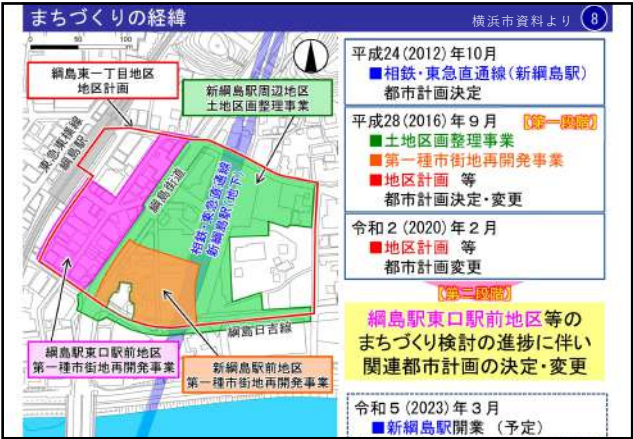 まちづくりの経緯
横浜市資料より 8
0 50 100
綱島東一丁目地区
地区計画
新綱島駅周辺地区
土地区画整理事業
東急東横線
綱島駅
綱島街道
相鉄・東急直通線
新綱島駅(地下)
綱島日吉線
綱島駅東口駅前地区
第一種市街地再開発事業
新綱島駅前地区
第一種市街地再開発事業
平成24(2012)年10月
■相鉄・東急直通線(新綱島駅)
都市計画決定
平成28(2016)年9月 【第一段階】
■土地区画整理事業
■第一種市街地再開発事業
■地区計画 等
都市計画決定・変更
令和2(2020)年2月
■地区計画 等
都市計画変更
【第二段階】
綱島駅東口駅前地区等の
まちづくり検討の進捗に伴い
関連都市計画の決定・変更
令和5(2023)年3月
■新綱島駅開業 (予定)